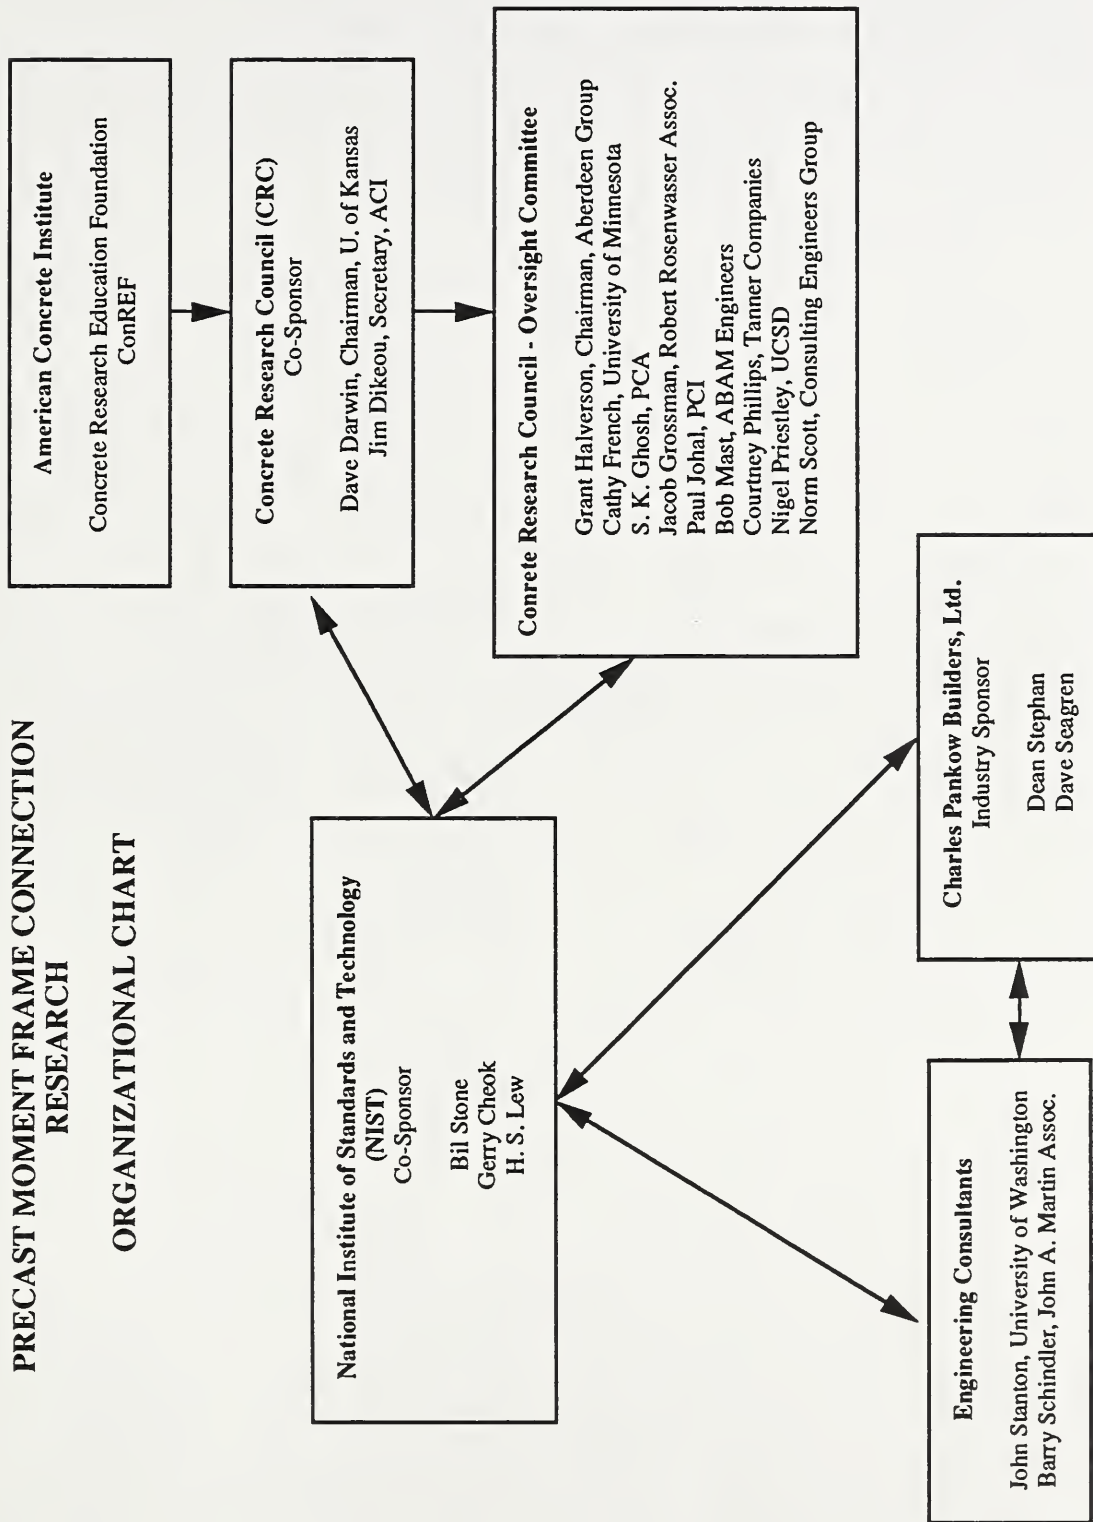 PRECAST MOMENT FRAME CONNECTION
RESEARCH
ORGANIZATIONAL CHART
American Concrete Institute
Concrete Research Education Foundation
ConREF
Concrete Research Council (CRC)
Co-Sponsor
Dave Darwin, Chairman, U. of Kansas
Jim Dikeou, Secretary, ACI
Conrete Research Council - Oversight Committee
Grant Halverson, Chairman, Aberdeen Group
Cathy French, University of Minnesota
S. K. Ghosh, PCA
Jacob Grossman, Robert Rosenwasser Assoc.
Paul Johal, PCI
Bob Mast, ABAM Engineers
Courtney Phillips, Tanner Companies
Nigel Priestley, UCSD
Norm Scott, Consulting Engineers Group
National Institute of Standards and Technology
(NIST)
Co-Sponsor
Bil Stone
Gerry Cheok
H. S. Lew
Charles Pankow Builders, Ltd.
Industry Sponsor
Dean Stephan
Dave Seagren
Engineering Consultants
John Stanton, University of Washington
Barry Schindler, John A. Martin Assoc.